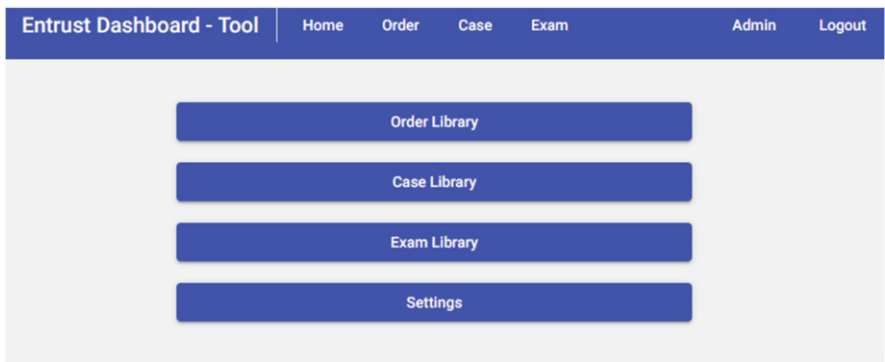 Entrust Dashboard - Tool Home Order Case Exam Admin Logout
Order Library
Case Library
Exam Library
Settings